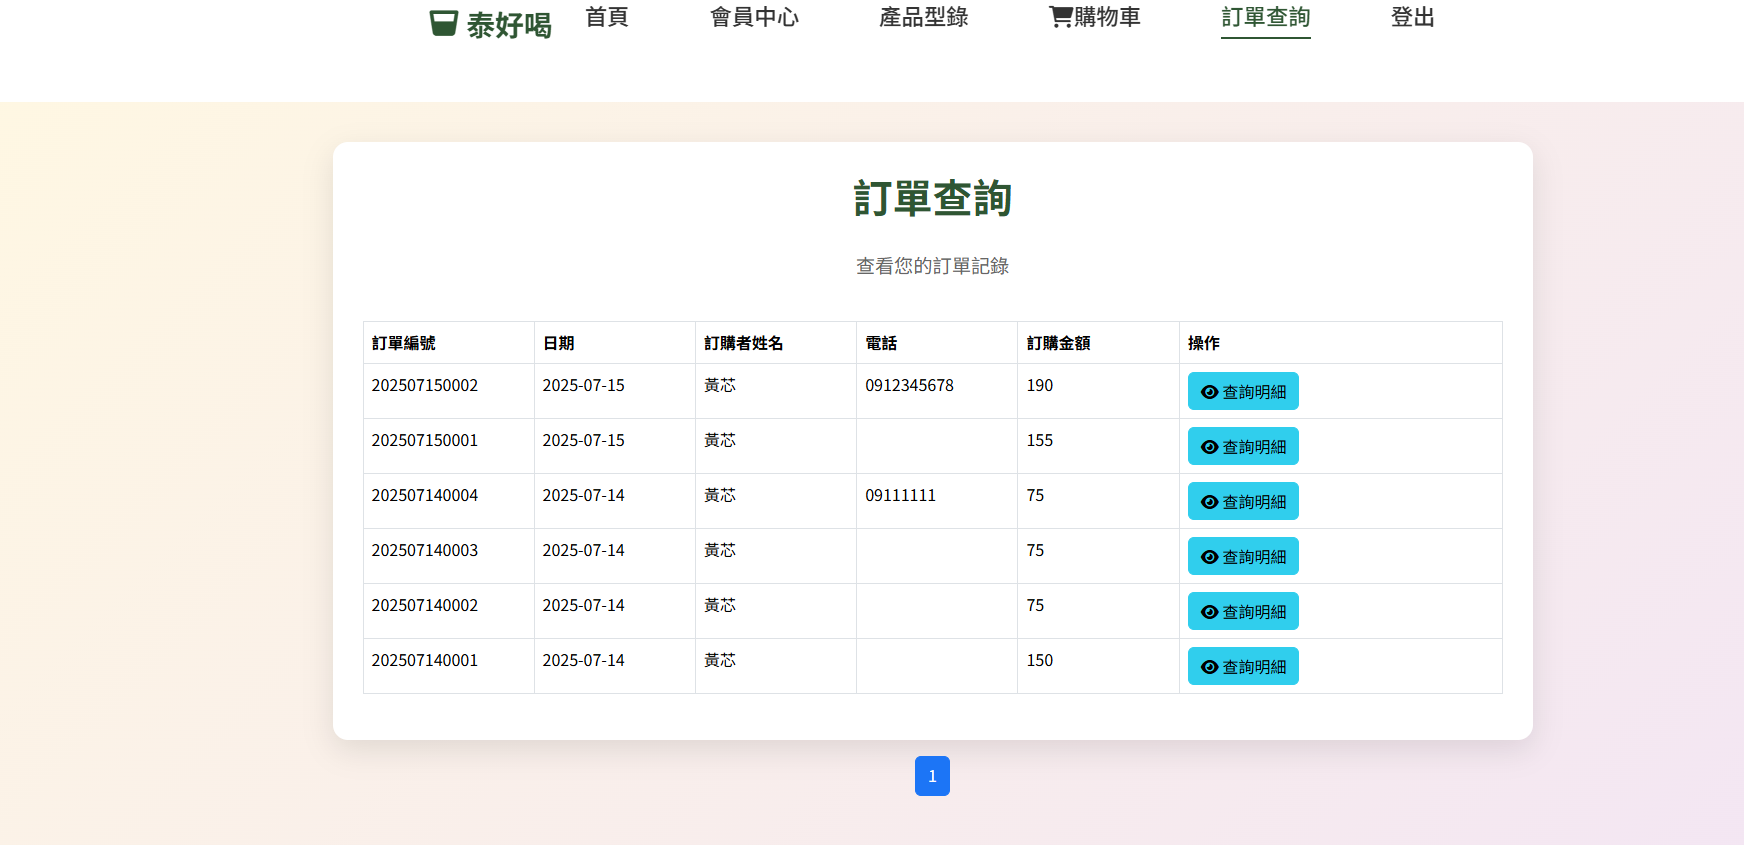 泰好喝 首頁 會員中心 產品型錄 購物車 訂單查詢 登出
訂單查詢
查看您的訂單記錄
訂單編號 日期 訂購者姓名 電話 訂購金額 操作
202507150002 2025-07-15 黃芯 0912345678 190 查詢明細
202507150001 2025-07-15 黃芯 155 查詢明細
202507140004 2025-07-14 黃芯 09111111 75 查詢明細
202507140003 2025-07-14 黃芯 75 查詢明細
202507140002 2025-07-14 黃芯 75 查詢明細
202507140001 2025-07-14 黃芯 150 查詢明細
1